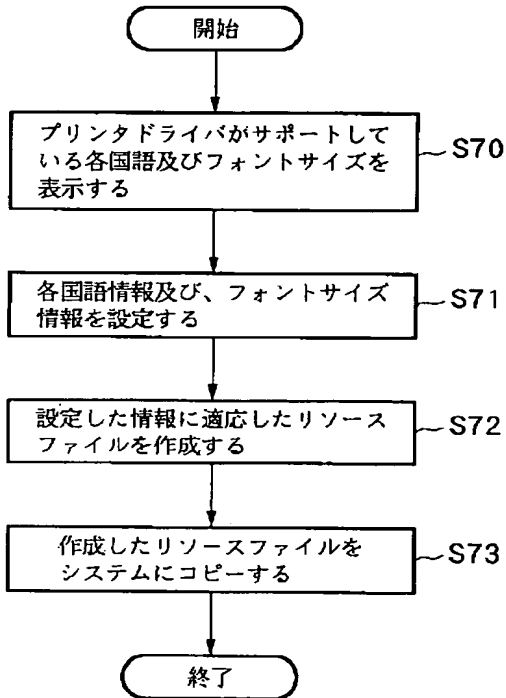 開始
プリンタドライバがサポートして
いる各国語及びフォントサイズを
表示する
S70
各国語情報及び、フォントサイズ
情報を設定する
S71
設定した情報に適応したリソース
ファイルを作成する
S72
作成したリソースファイルを
システムにコピーする
S73
終了